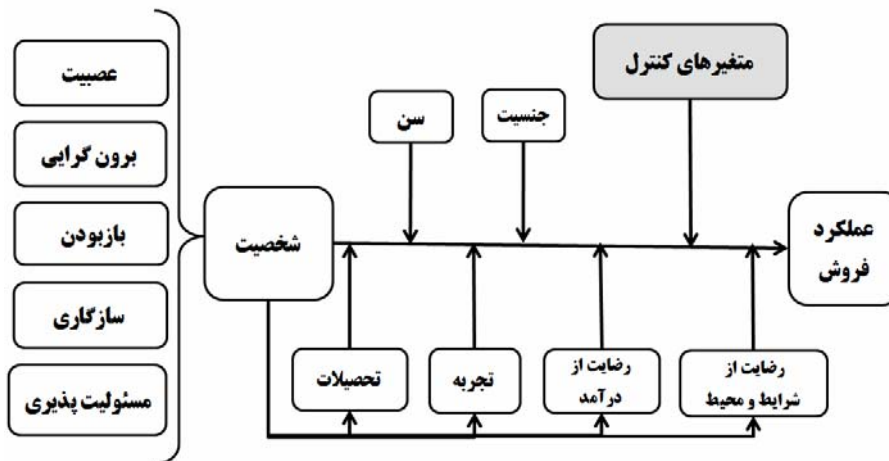 عصبیت
برون گرایی
بازبودن
سازگاری
مسئولیت پذیری
شخصیت
سن
جنسیت
متغیرهای کنترل
عملکرد
فروش
تحصیلات
تجربه
رضایت از
درآمد
رضایت از
شرایط و محیط